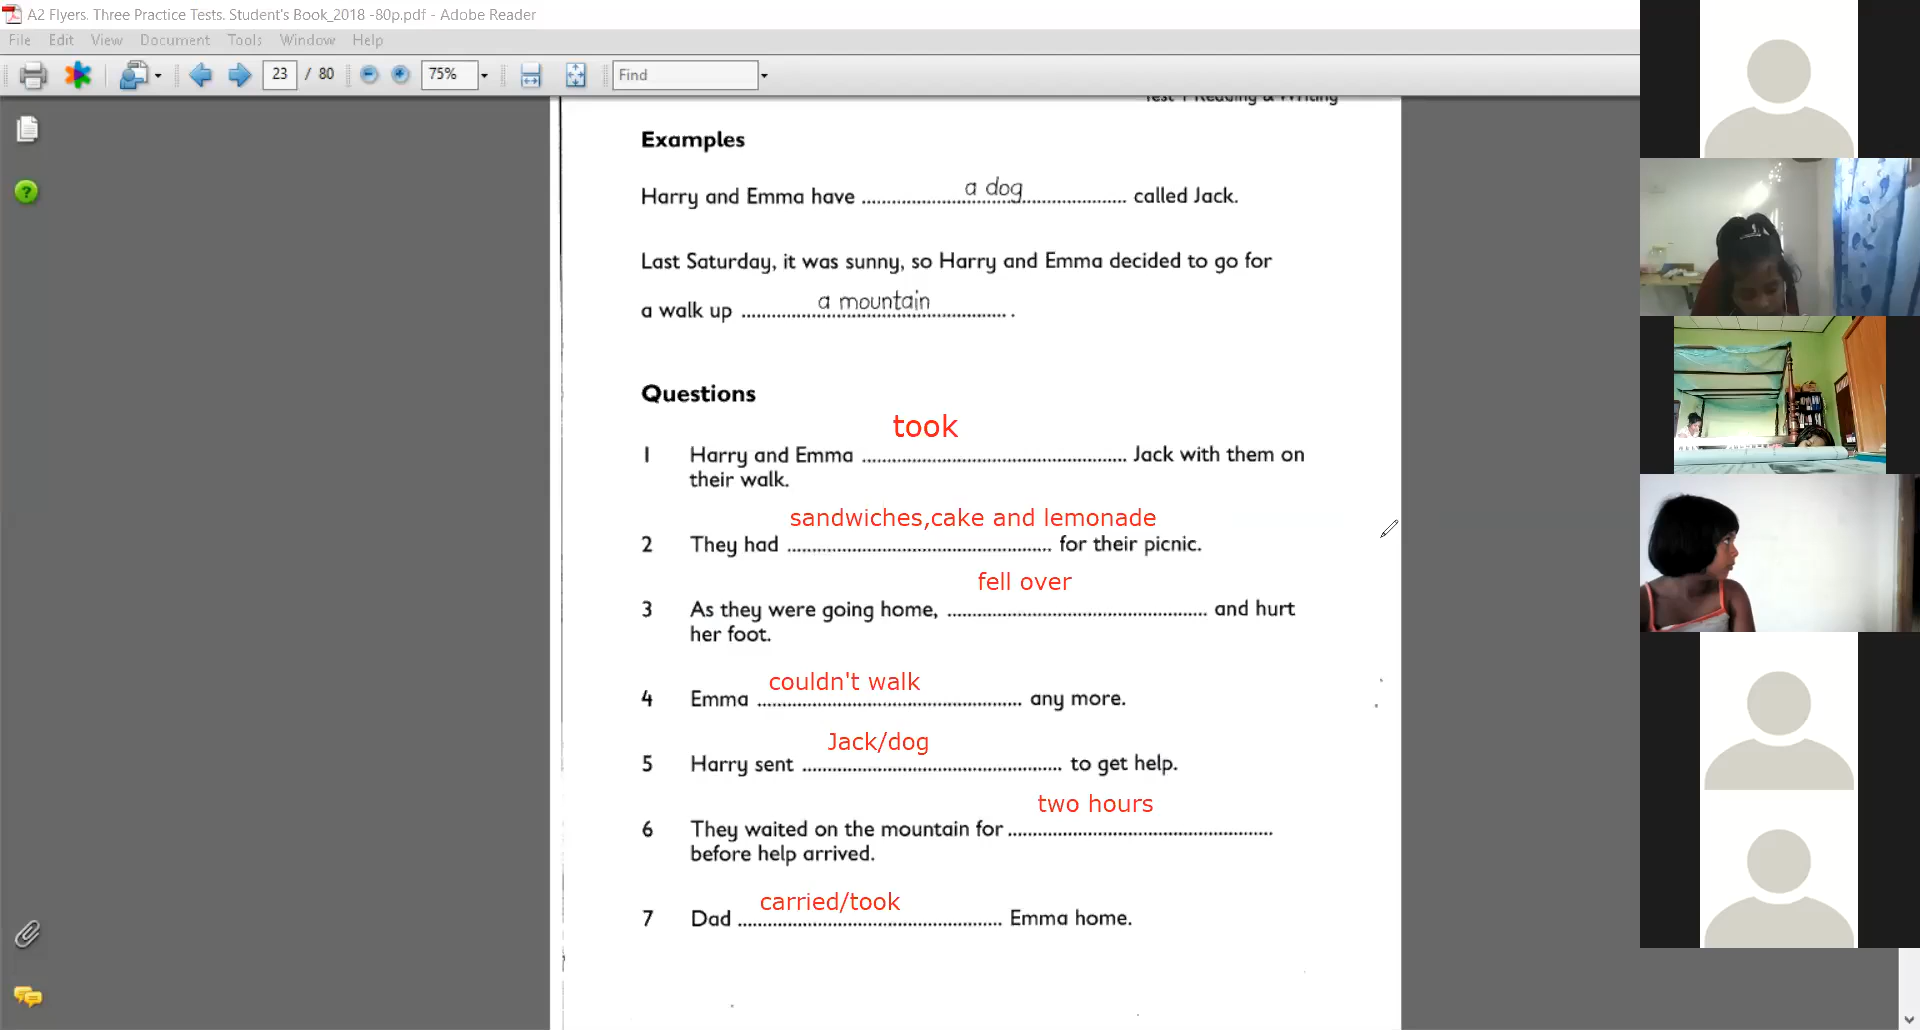 A2 Flyers. Three Practice Tests. Student's Book_2018 -80p.pdf - Adobe Reader
File Edit View Document Tools Window Help
23 / 80 75% Find
Test 1 Reading & Writing
Examples
Harry and Emma have a dog called Jack.
Last Saturday, it was sunny, so Harry and Emma decided to go for
a walk up a mountain .
Questions
took
1 Harry and Emma ............................................ Jack with them on
their walk.
sandwiches,cake and lemonade
2 They had ............................................ for their picnic.
fell over
3 As they were going home, ............................................ and hurt
her foot.
couldn't walk
4 Emma ............................................ any more.
Jack/dog
5 Harry sent ............................................ to get help.
two hours
6 They waited on the mountain for ............................................
before help arrived.
carried/took
7 Dad ............................................ Emma home.